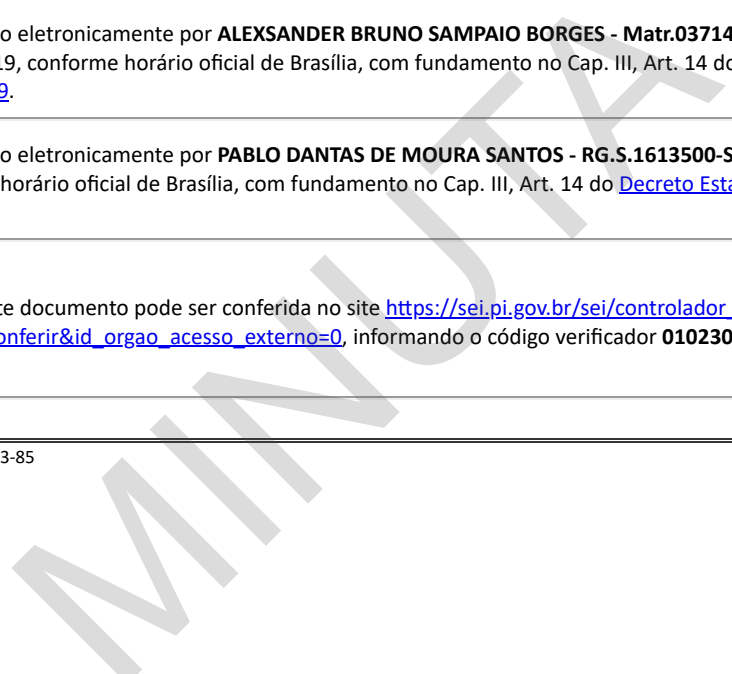 o eletronicamente por ALEXSANDER BRUNO SAMPAIO BORGES - Matr.03714
19, conforme horário oficial de Brasília, com fundamento no Cap. III, Art. 14 do
9.
o eletronicamente por PABLO DANTAS DE MOURA SANTOS - RG.S.1613500-S
horário oficial de Brasília, com fundamento no Cap. III, Art. 14 do Decreto Esta
te documento pode ser conferida no site https://sei.pi.gov.br/sei/controlador_
onferir&id_orgao_acesso_externo=0, informando o código verificador 010230
3-85
MINUTA